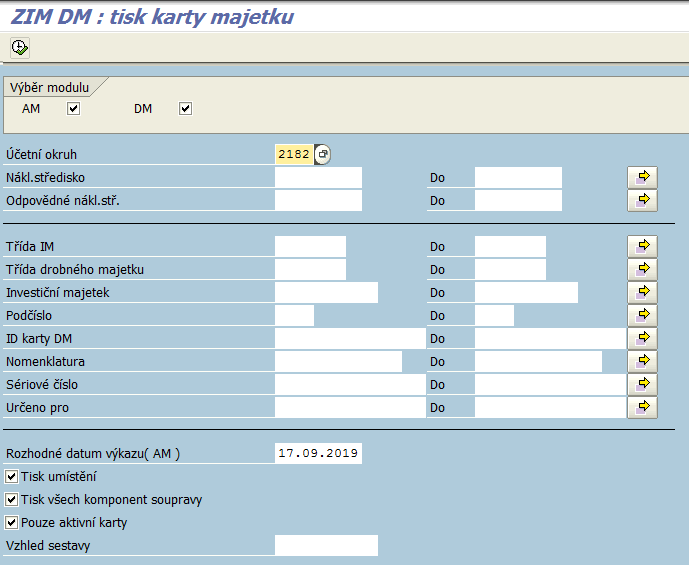 ZIM DM : tisk karty majetku
Výběr modulu
AM DM
Účetní okruh 2182
Nákl.středisko Do
Odpovědné nákl.stř. Do
Třída IM Do
Třída drobného majetku Do
Investiční majetek Do
Podčíslo Do
ID karty DM Do
Nomenklatura Do
Sériové číslo Do
Určeno pro Do
Rozhodné datum výkazu( AM ) 17.09.2019
Tisk umístění
Tisk všech komponent soupravy
Pouze aktivní karty
Vzhled sestavy